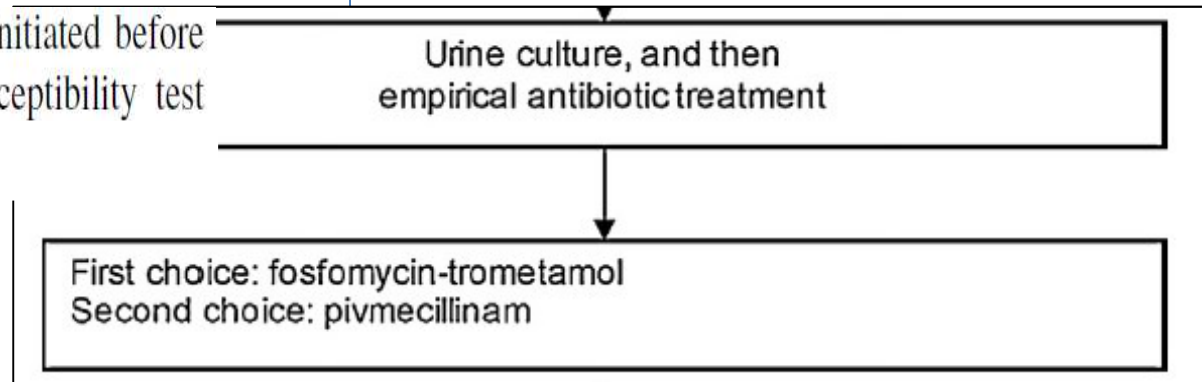 nitiated before
ceptibility test
Urine culture, and then
empirical antibiotic treatment
First choice: fosfomycin-trometamol
Second choice: pivmecillinam